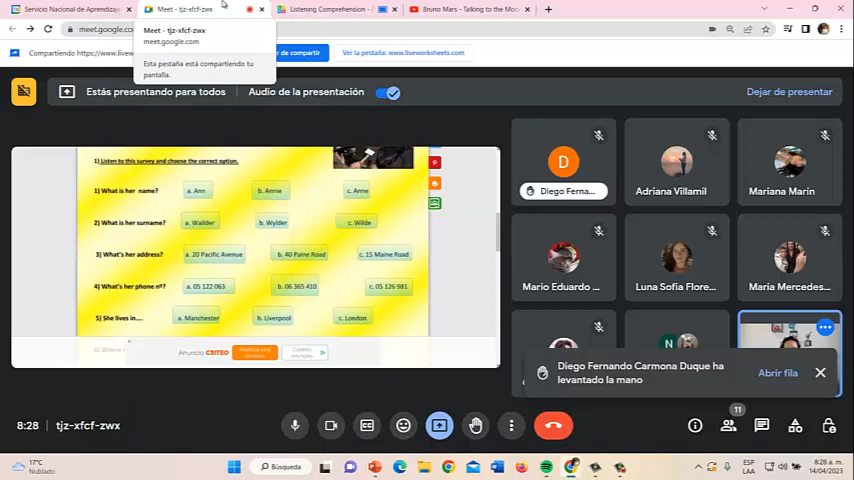 Servicio Nacional de Aprendizaje
Meet - tjz-xfcf-zwx
Listening Comprehension -
Bruno Mars - Talking to the Moo
meet.google.com
Meet - tjz-xfcf-zwx
meet.google.com
Esta pestaña está compartiendo tu
pantalla.
Compartiendo https://www.live
de compartir
Ver la pestaña: www.liveworksheets.com
Estás presentando para todos
Audio de la presentación
Dejar de presentar
1) Listen to this survey and choose the correct option.
1) What is her name?
a. Ann
b. Annie
c. Anne
2) What is her surname?
a. Wailder
b. Wylder
c. Wilde
3) What's her address?
a. 20 Pacific Avenue
b. 40 Paine Road
c. 15 Maine Road
4) What's her phone nº?
a. 05 122 063
b. 06 365 410
c. 05 126 981
5) She lives in....
a. Manchester
b. Liverpool
c. London
Anuncio CRITEO
D
Diego Ferna...
Adriana Villamil
Mariana Marin
Mario Eduardo ...
Luna Sofia Flore...
Maria Mercedes...
N
Diego Fernando Carmona Duque ha
levantado la mano
Abrir fila
11
8:28
tjz-xfcf-zwx
17°C
Nublado
Búsqueda
ESP
LAA
8:28 a. m.
14/04/2023